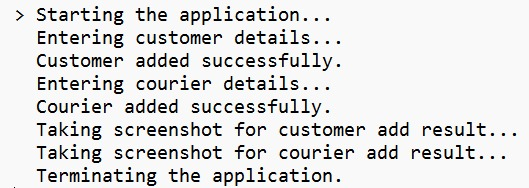 > Starting the application...
Entering customer details...
Customer added successfully.
Entering courier details...
Courier added successfully.
Taking screenshot for customer add result...
Taking screenshot for courier add result...
Terminating the application.